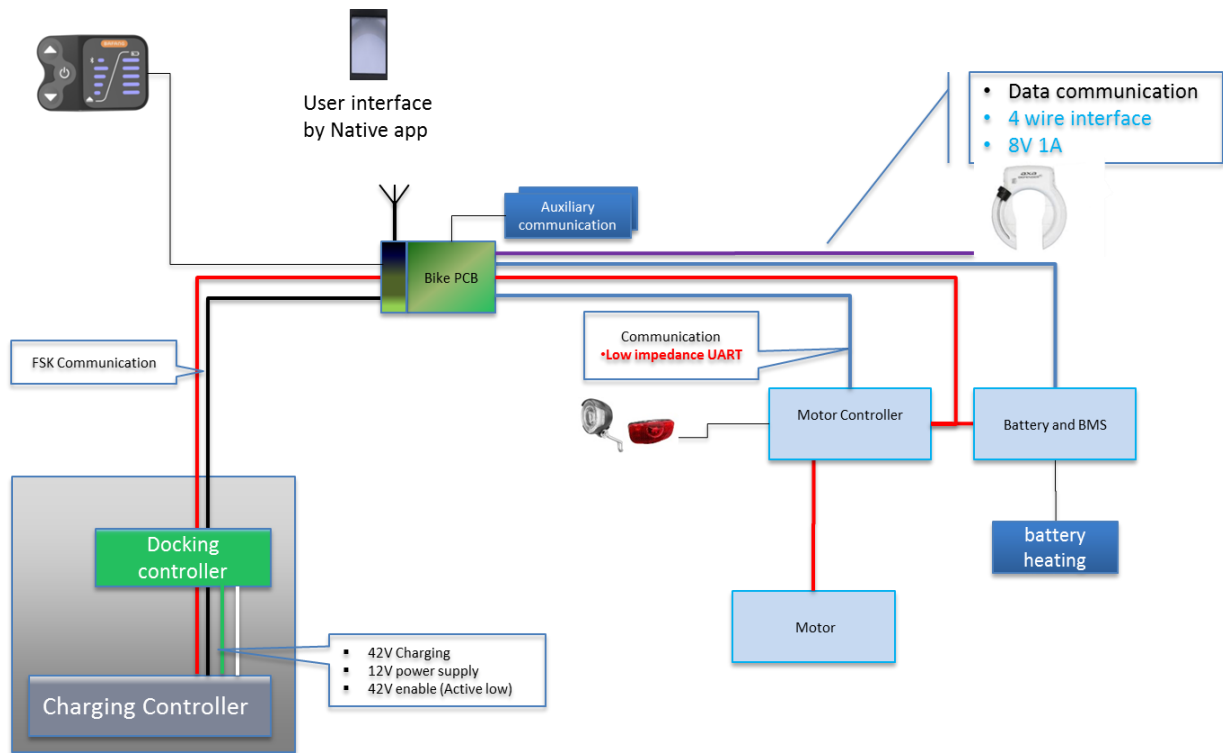 User interface
by Native app
• Data communication
• 4 wire interface
• 8V 1A
Auxiliary
communication
Bike PCB
FSK Communication
Communication
•Low impedance UART
Motor Controller
Battery and BMS
Docking
controller
battery
heating
Motor
▪ 42V Charging
▪ 12V power supply
▪ 42V enable (Active low)
Charging Controller